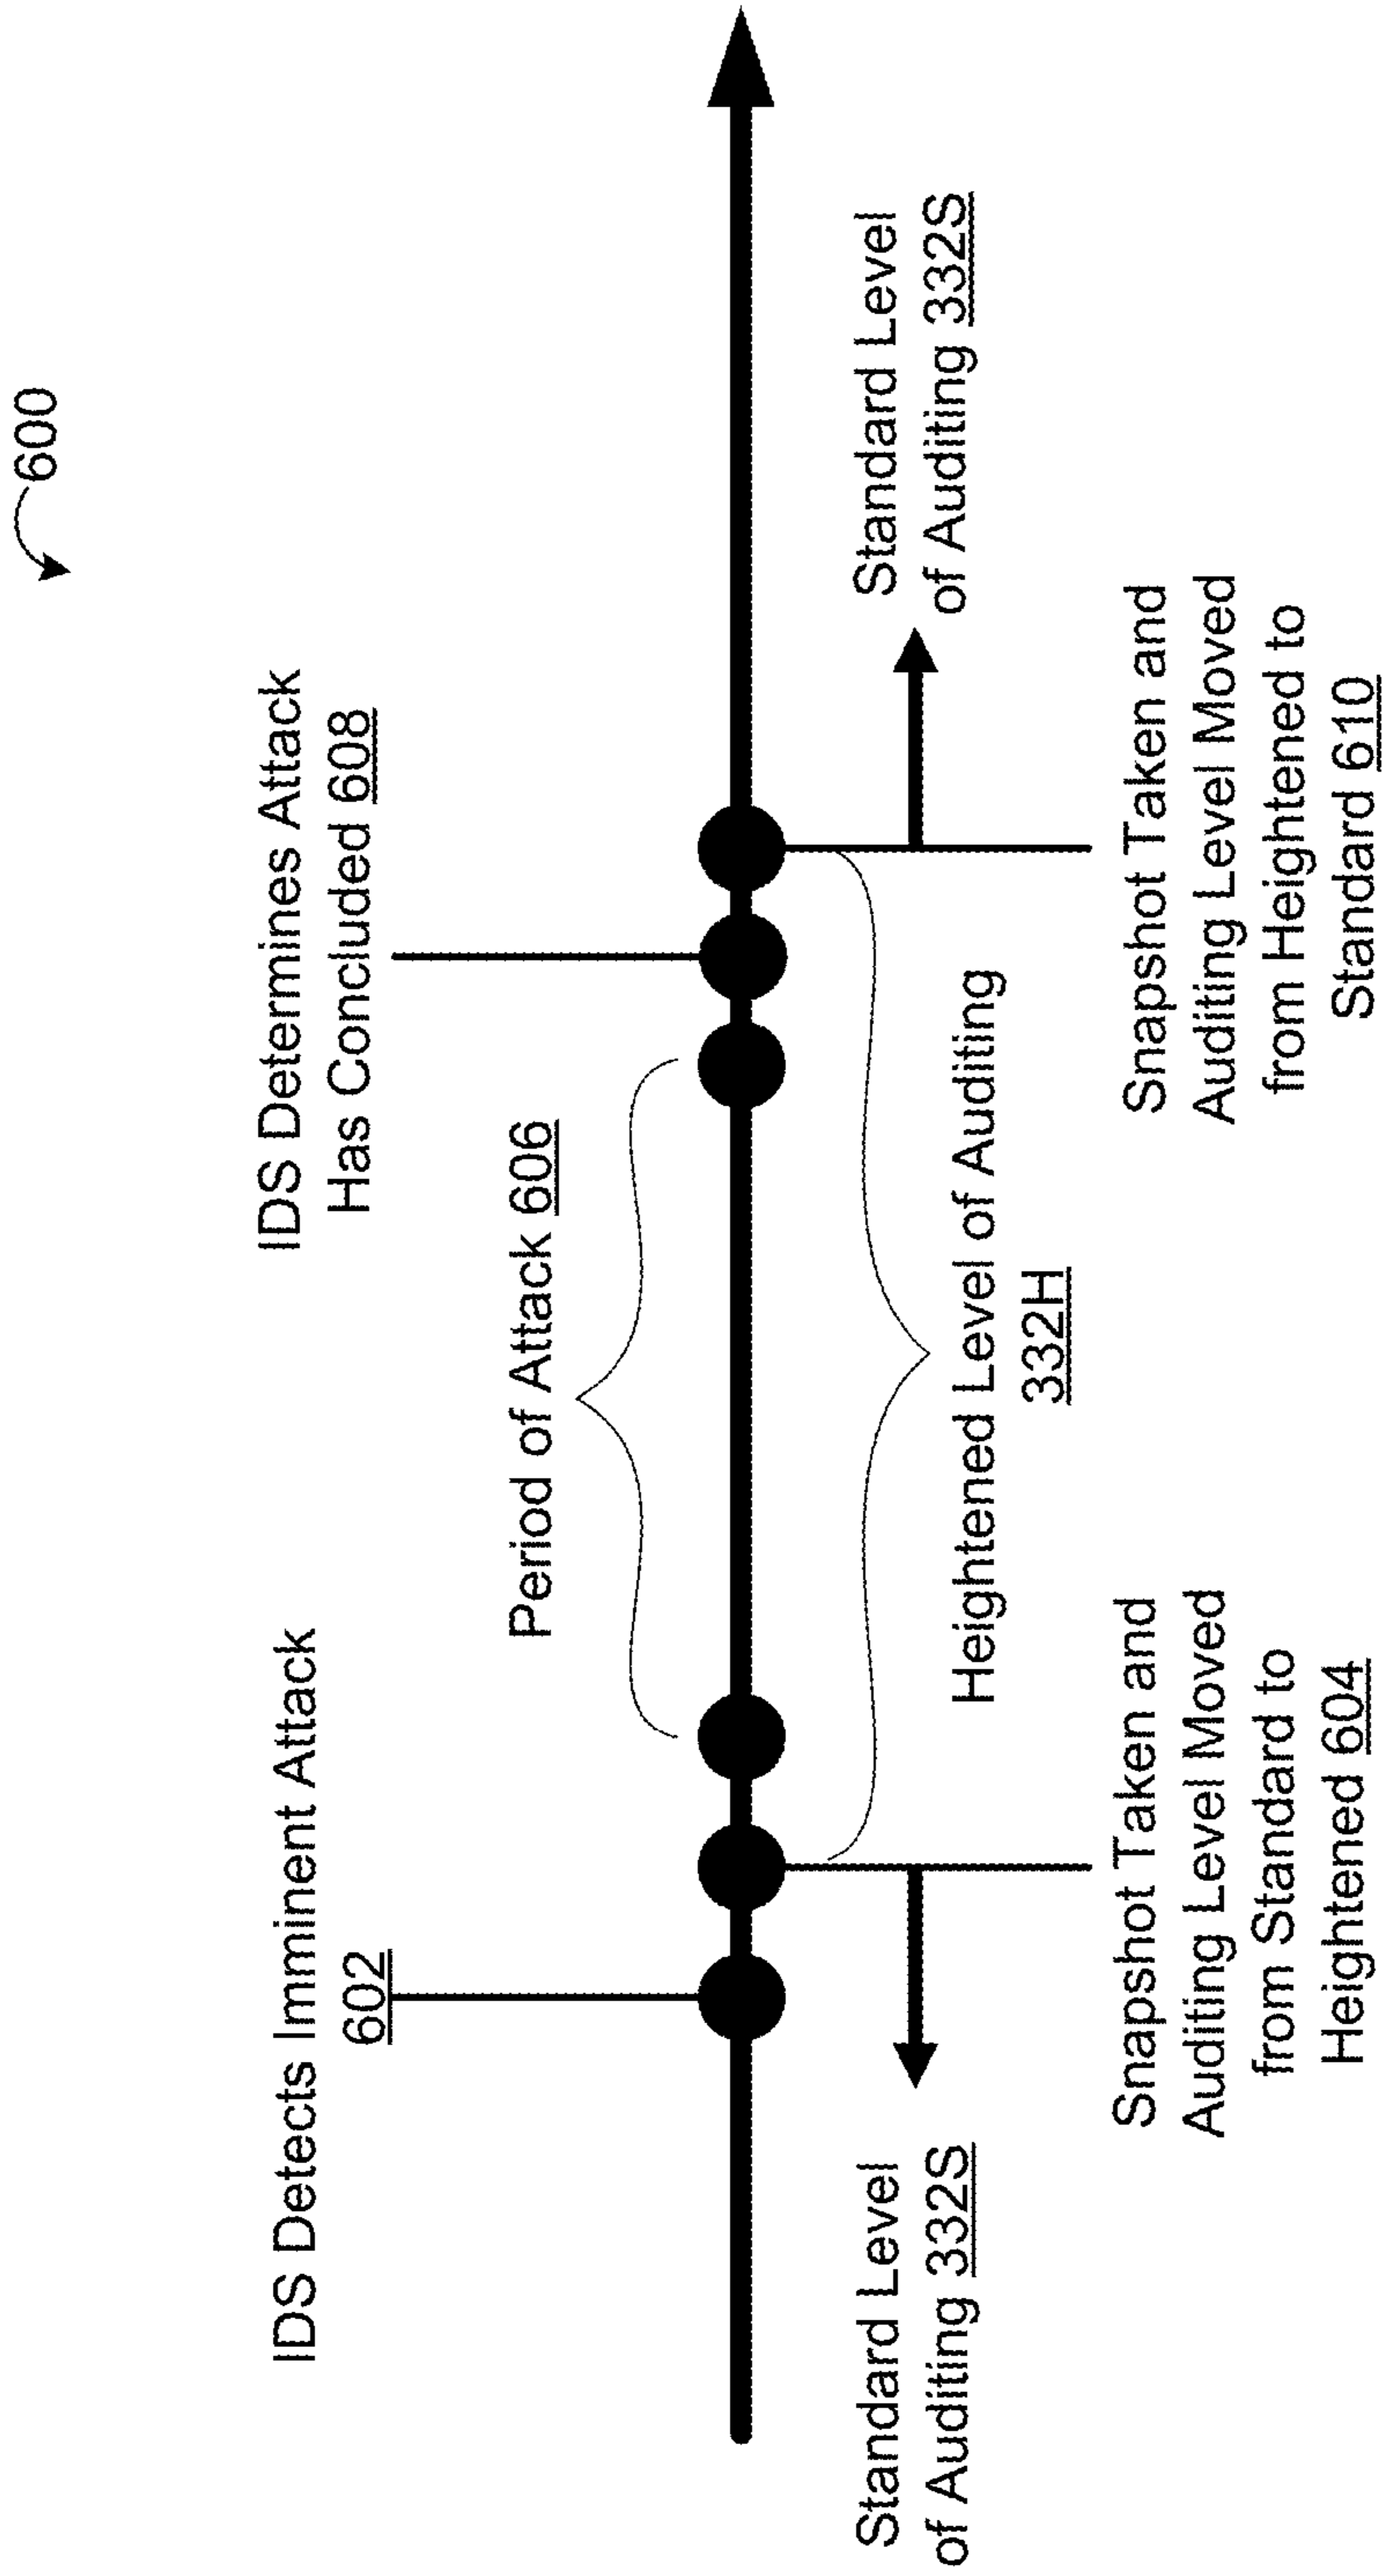 600
IDS Detects Imminent Attack
602
IDS Determines Attack
Has Concluded 608
Period of Attack 606
Standard Level
of Auditing 332S
Heightened Level of Auditing
332H
Standard Level
of Auditing 332S
Snapshot Taken and
Auditing Level Moved
from Standard to
Heightened 604
Snapshot Taken and
Auditing Level Moved
from Heightened to
Standard 610